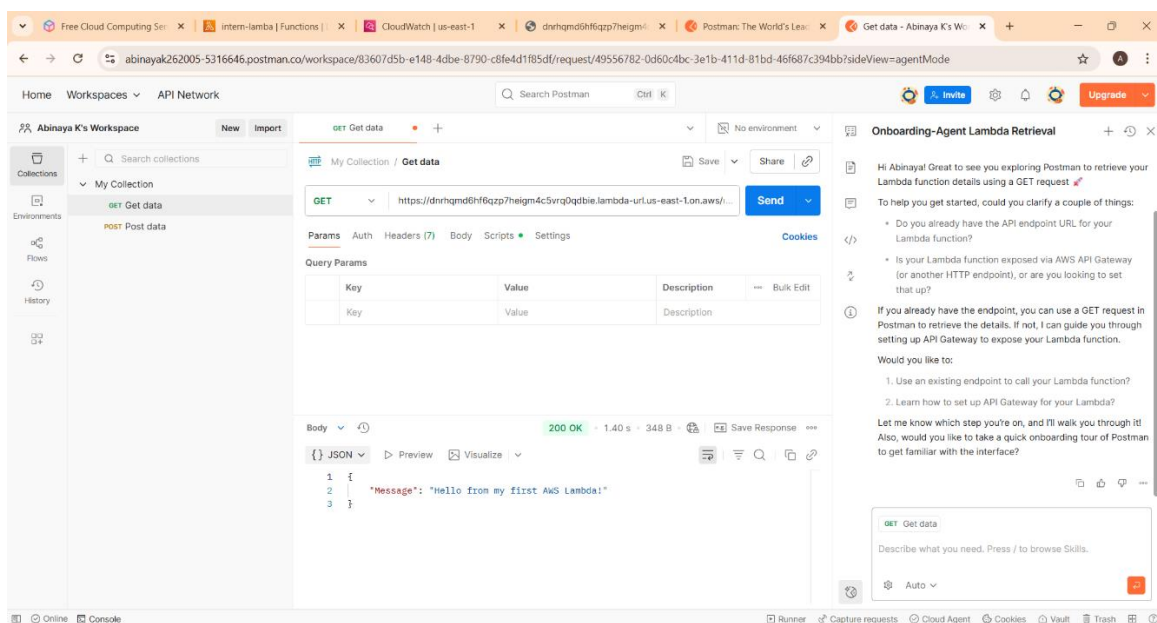 Free Cloud Computing Ser
intern-lamba | Functions |
CloudWatch | us-east-1
dnrhqmd6hf6qzp7heigm4
Postman: The World's Lead
Get data - Abinaya K's Wo
abinayak262005-5316646.postman.co/workspace/83607d5b-e148-4dbe-8790-c8fe4d1f85df/request/49556782-0d60c4bc-3e1b-411d-81bd-46f687c394bb?sideView=agentMode
A
Home Workspaces API Network
Search Postman Ctrl K
Invite
Upgrade
Abinaya K's Workspace
New Import
GET Get data
No environment
Collections
Environments
Flows
History
Search collections
My Collection
GET Get data
POST Post data
HTTP My Collection / Get data
Save Share
GET https://dnrhqmd6hf6qzp7heigm4c5vrq0qdbie.lambda-url.us-east-1.on.aws/
Send
Params Auth Headers (7) Body Scripts Settings Cookies
Query Params
Key Value Description Bulk Edit
Key Value Description
Body 200 OK 1.40 s 348 B Save Response
{} JSON Preview Visualize
1 {
2 "Message": "Hello from my first AWS Lambda!"
3 }
Onboarding-Agent Lambda Retrieval
Hi Abinaya! Great to see you exploring Postman to retrieve your
Lambda function details using a GET request 🚀
To help you get started, could you clarify a couple of things:
• Do you already have the API endpoint URL for your
Lambda function?
• Is your Lambda function exposed via AWS API Gateway
(or another HTTP endpoint), or are you looking to set
that up?
If you already have the endpoint, you can use a GET request in
Postman to retrieve the details. If not, I can guide you through
setting up API Gateway to expose your Lambda function.
Would you like to:
1. Use an existing endpoint to call your Lambda function?
2. Learn how to set up API Gateway for your Lambda?
Let me know which step you're on, and I'll walk you through it!
Also, would you like to take a quick onboarding tour of Postman
to get familiar with the interface?
GET Get data
Describe what you need. Press / to browse Skills.
Auto
Online Console
Runner Capture requests Cloud Agent Cookies Vault Trash